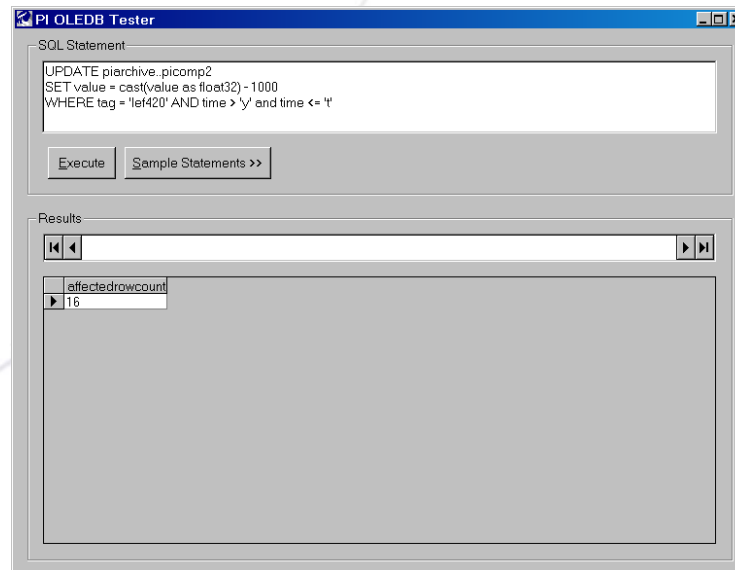 PI OLEDB Tester
SQL Statement
UPDATE piarchive..picomp2
SET value = cast(value as float32) - 1000
WHERE tag = 'lef420' AND time > 'y' and time <= 't'
Execute
Sample Statements >>
Results
affectedrowcount
16